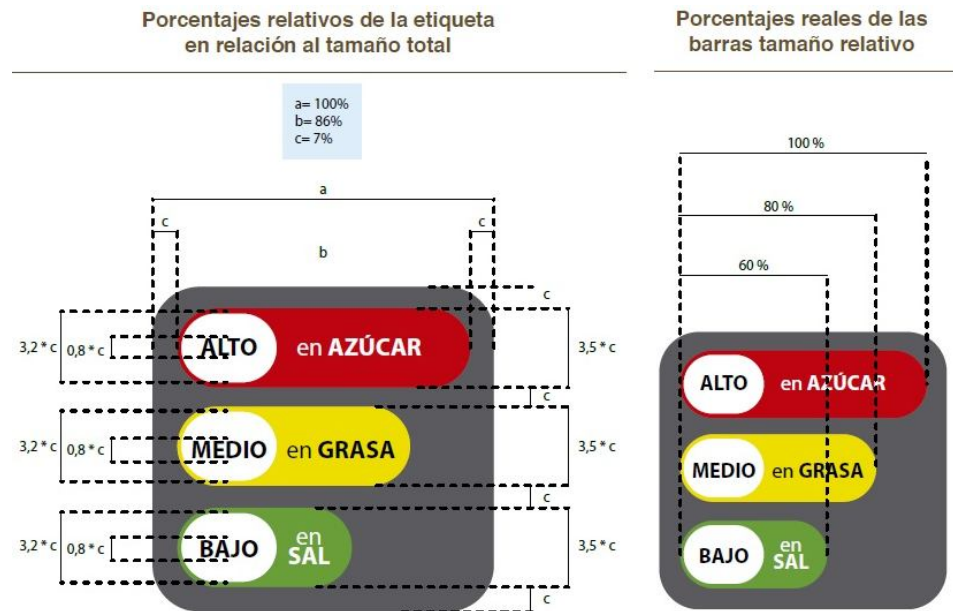 Porcentajes relativos de la etiqueta
en relación al tamaño total
a= 100%
b= 86%
c= 7%
a
c
c
b
c
3,2 * c
0,8 * c
ALTO
en AZÚCAR
3,5 * c
c
3,2 * c
0,8 * c
MEDIO
en GRASA
3,5 * c
c
3,2 * c
0,8 * c
BAJO
en
SAL
3,5 * c
c
Porcentajes reales de las
barras tamaño relativo
100 %
80 %
60 %
ALTO
en AZÚCAR
MEDIO
en GRASA
BAJO
en
SAL